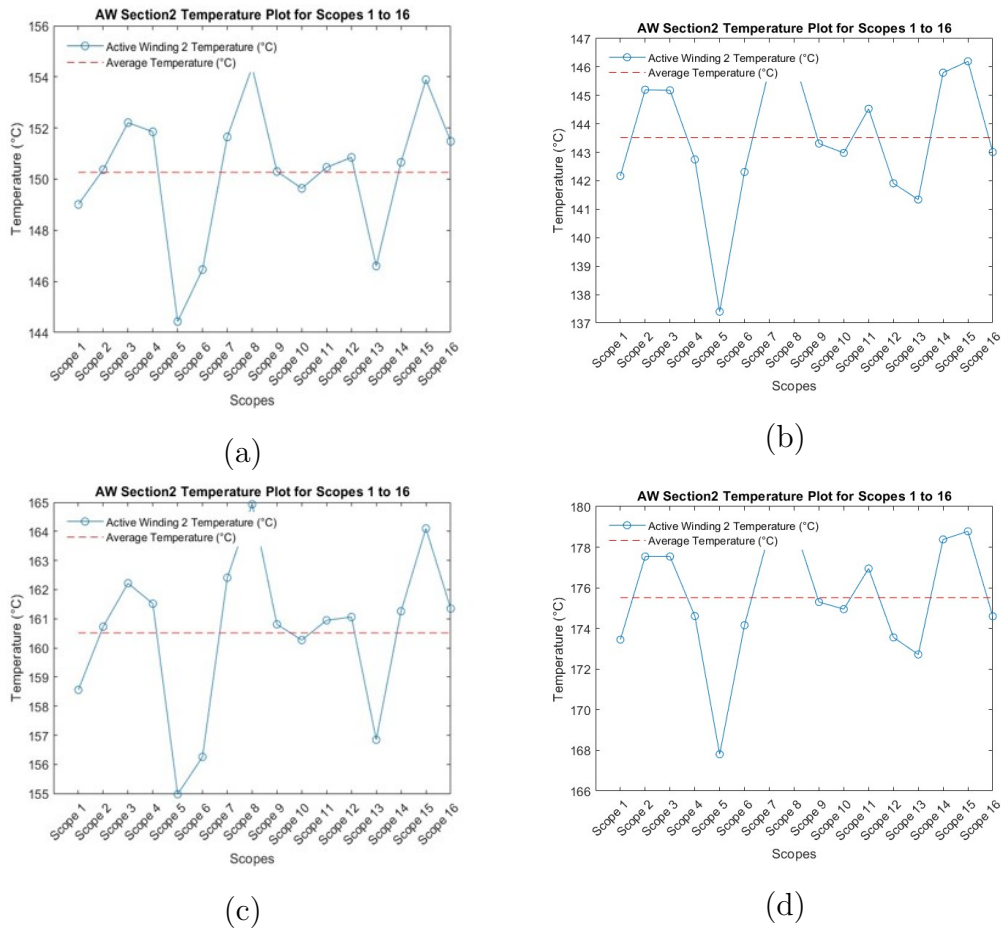 AW Section2 Temperature Plot for Scopes 1 to 16
156
154
152
150
148
146
144
Temperature (°C)
Active Winding 2 Temperature (°C)
Average Temperature (°C)
Scope 1
Scope 2
Scope 3
Scope 4
Scope 5
Scope 6
Scope 7
Scope 8
Scope 9
Scope 10
Scope 11
Scope 12
Scope 13
Scope 14
Scope 15
Scope 16
Scopes
(a)
AW Section2 Temperature Plot for Scopes 1 to 16
147
146
145
144
143
142
141
140
139
138
137
Temperature (°C)
Active Winding 2 Temperature (°C)
Average Temperature (°C)
Scope 1
Scope 2
Scope 3
Scope 4
Scope 5
Scope 6
Scope 7
Scope 8
Scope 9
Scope 10
Scope 11
Scope 12
Scope 13
Scope 14
Scope 15
Scope 16
Scopes
(b)
AW Section2 Temperature Plot for Scopes 1 to 16
165
164
163
162
161
160
159
158
157
156
155
Temperature (°C)
Active Winding 2 Temperature (°C)
Average Temperature (°C)
Scope 1
Scope 2
Scope 3
Scope 4
Scope 5
Scope 6
Scope 7
Scope 8
Scope 9
Scope 10
Scope 11
Scope 12
Scope 13
Scope 14
Scope 15
Scope 16
Scopes
(c)
AW Section2 Temperature Plot for Scopes 1 to 16
180
178
176
174
172
170
168
166
Temperature (°C)
Active Winding 2 Temperature (°C)
Average Temperature (°C)
Scope 1
Scope 2
Scope 3
Scope 4
Scope 5
Scope 6
Scope 7
Scope 8
Scope 9
Scope 10
Scope 11
Scope 12
Scope 13
Scope 14
Scope 15
Scope 16
Scopes
(d)